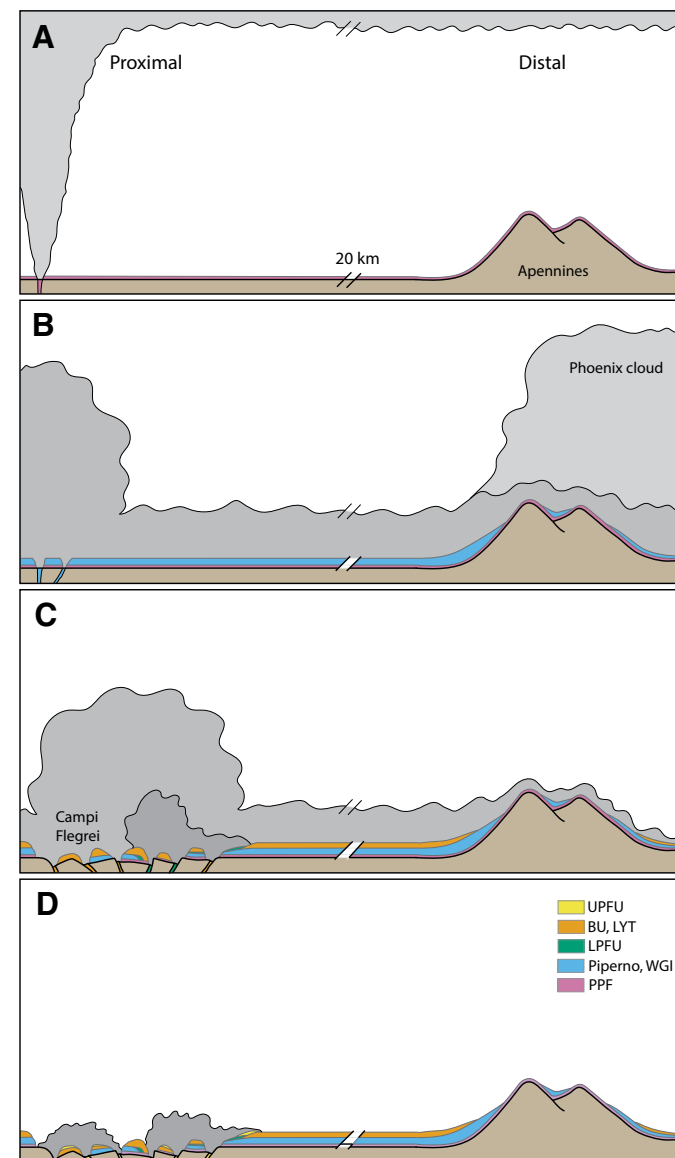 A
Proximal
Distal
20 km
Apennines
B
Phoenix cloud
C
Campi
Flegrei
D
UPFU
BU, LYT
LPFU
Piperno, WGI
PPF